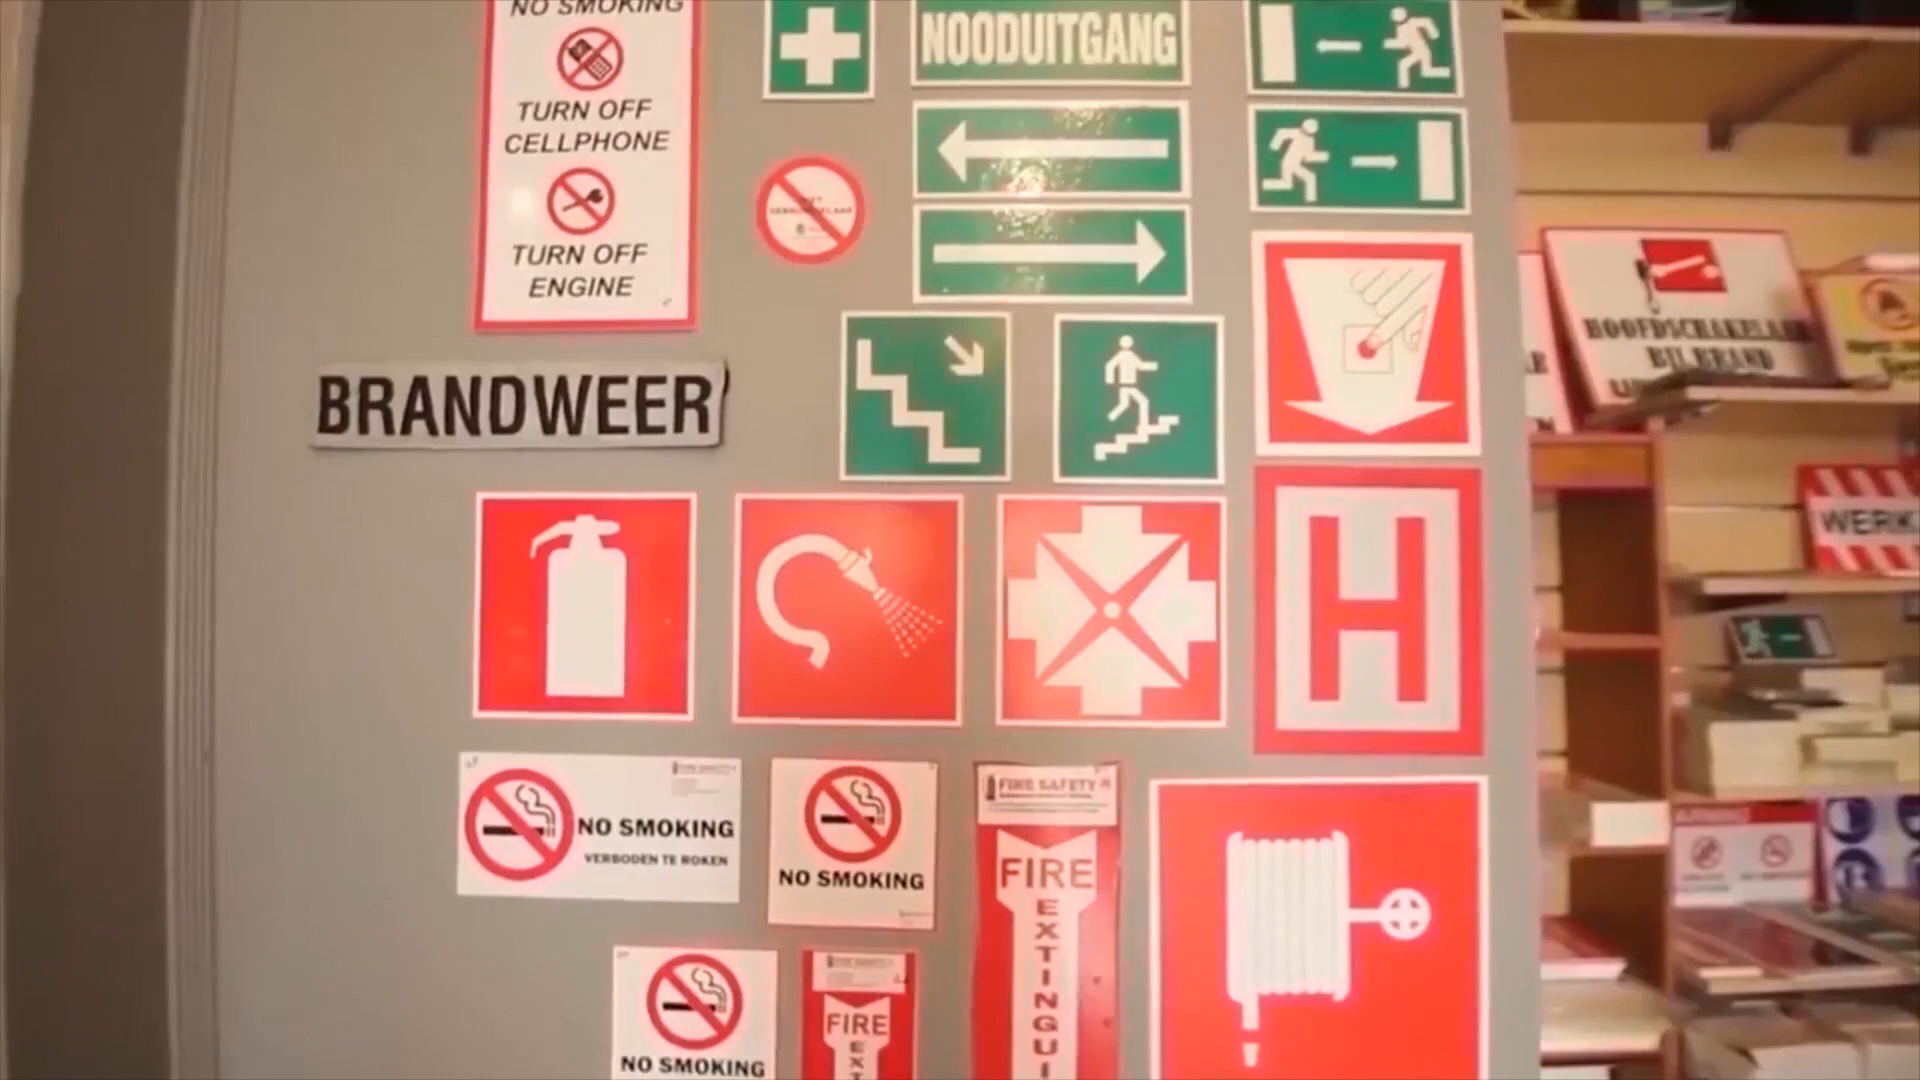 NO SMOKING
TURN OFF
CELLPHONE
TURN OFF
ENGINE
NOODUITGANG
BRANDWEER
HOOFDSCHAKELAAR
BIJ BRAND
H
WERK
NO SMOKING
VERBODEN TE ROKEN
NO SMOKING
FIRE SAFETY
FIRE
EXTINGUI
NO SMOKING
FIRE
EXT